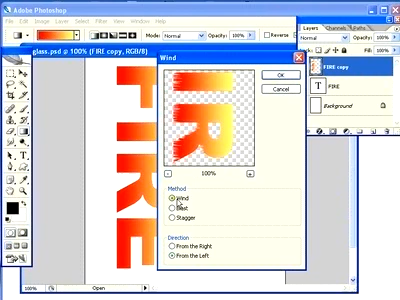 Adobe Photoshop
File Edit Image Layer Select Filter View Window Help
Mode: Normal Opacity: 100% Reverse
glass.psd @ 100% (FIRE copy, RGB/8)
FIRE
Wind
OK
Cancel
100%
Method
Wind
Blast
Stagger
Direction
From the Right
From the Left
Layers Channels Paths
Normal Opacity: 100%
Lock: Fill: 100%
FIRE copy
T FIRE
Background
100% Open